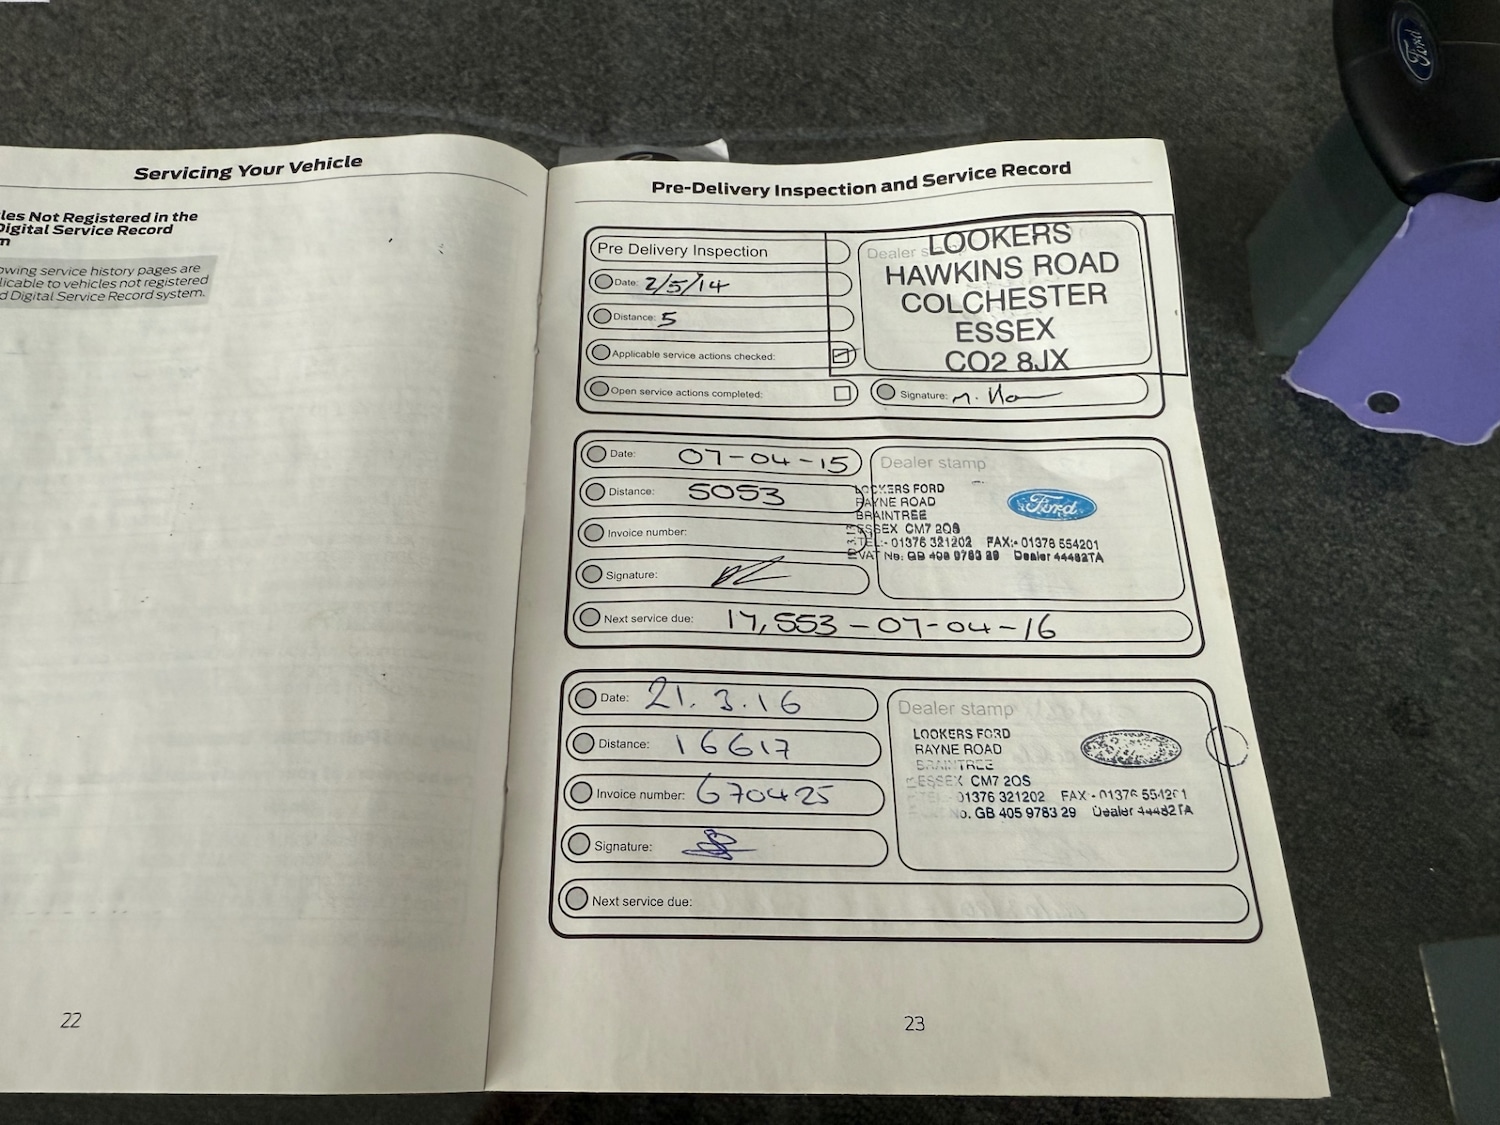 Servicing Your Vehicle
les Not Registered in the
Digital Service Record
m
owing service history pages are
licable to vehicles not registered
d Digital Service Record system.
22
Pre-Delivery Inspection and Service Record
Pre Delivery Inspection
Date: 2/5/14
Distance: 5
Applicable service actions checked:
Open service actions completed:
Dealer
LOOKERS
HAWKINS ROAD
COLCHESTER
ESSEX
CO2 8JX
Signature:
Date: 07-04-15
Distance: 5053
Invoice number:
Signature:
Next service due: 17,553-07-04-16
Dealer stamp
LOOKERS FORD
RAYNE ROAD
BRAINTREE
ESSEX CM7 2QS
TEL:- 01376 321202 FAX:- 01376 554201
VAT No: GB 405 9783 29 Dealer 44482TA
Ford
Date: 21.3.16
Distance: 16617
Invoice number: 670425
Signature:
Next service due:
Dealer stamp
LOOKERS FORD
RAYNE ROAD
BRAINTREE
ESSEX CM7 2QS
TEL 01376 321202 FAX - 01376 554201
No. GB 405 9783 29 Dealer 44482TA
23
Ford